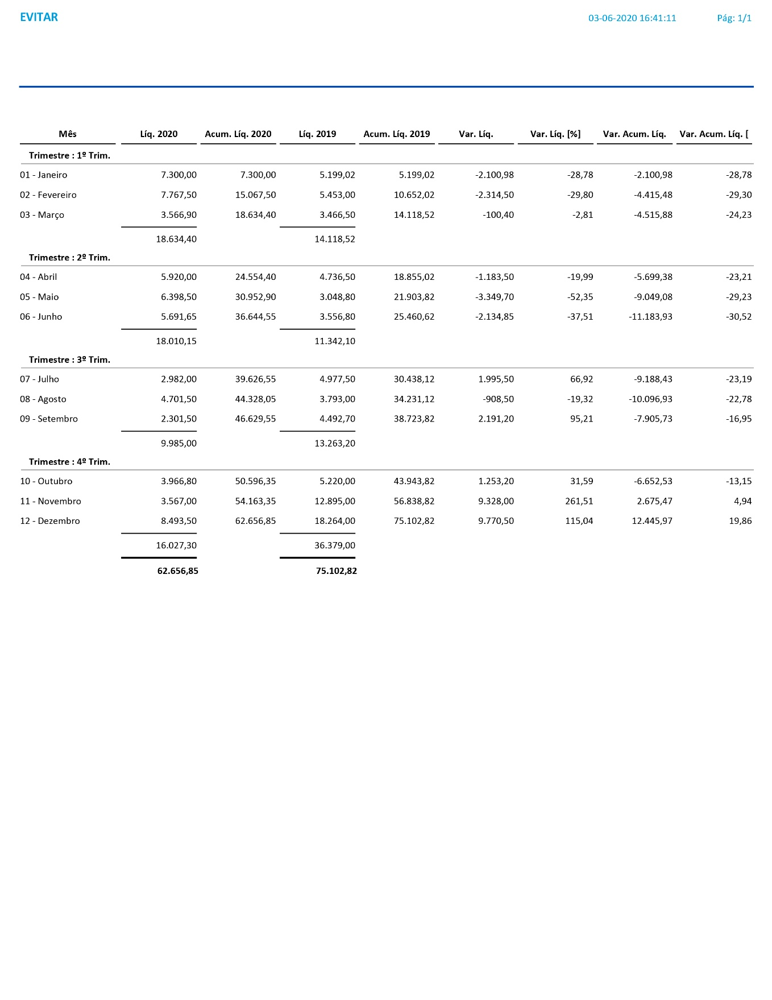 EVITAR 03-06-2020 16:41:11 Pág: 1/1
Mês Líq. 2020 Acum. Líq. 2020 Líq. 2019 Acum. Líq. 2019 Var. Líq. Var. Líq. [%] Var. Acum. Líq. Var. Acum. Líq. [
Trimestre : 1º Trim.
01 - Janeiro 7.300,00 7.300,00 5.199,02 5.199,02 -2.100,98 -28,78 -2.100,98 -28,78
02 - Fevereiro 7.767,50 15.067,50 5.453,00 10.652,02 -2.314,50 -29,80 -4.415,48 -29,30
03 - Março 3.566,90 18.634,40 3.466,50 14.118,52 -100,40 -2,81 -4.515,88 -24,23
18.634,40 14.118,52
Trimestre : 2º Trim.
04 - Abril 5.920,00 24.554,40 4.736,50 18.855,02 -1.183,50 -19,99 -5.699,38 -23,21
05 - Maio 6.398,50 30.952,90 3.048,80 21.903,82 -3.349,70 -52,35 -9.049,08 -29,23
06 - Junho 5.691,65 36.644,55 3.556,80 25.460,62 -2.134,85 -37,51 -11.183,93 -30,52
18.010,15 11.342,10
Trimestre : 3º Trim.
07 - Julho 2.982,00 39.626,55 4.977,50 30.438,12 1.995,50 66,92 -9.188,43 -23,19
08 - Agosto 4.701,50 44.328,05 3.793,00 34.231,12 -908,50 -19,32 -10.096,93 -22,78
09 - Setembro 2.301,50 46.629,55 4.492,70 38.723,82 2.191,20 95,21 -7.905,73 -16,95
9.985,00 13.263,20
Trimestre : 4º Trim.
10 - Outubro 3.966,80 50.596,35 5.220,00 43.943,82 1.253,20 31,59 -6.652,53 -13,15
11 - Novembro 3.567,00 54.163,35 12.895,00 56.838,82 9.328,00 261,51 2.675,47 4,94
12 - Dezembro 8.493,50 62.656,85 18.264,00 75.102,82 9.770,50 115,04 12.445,97 19,86
16.027,30 36.379,00
62.656,85 75.102,82